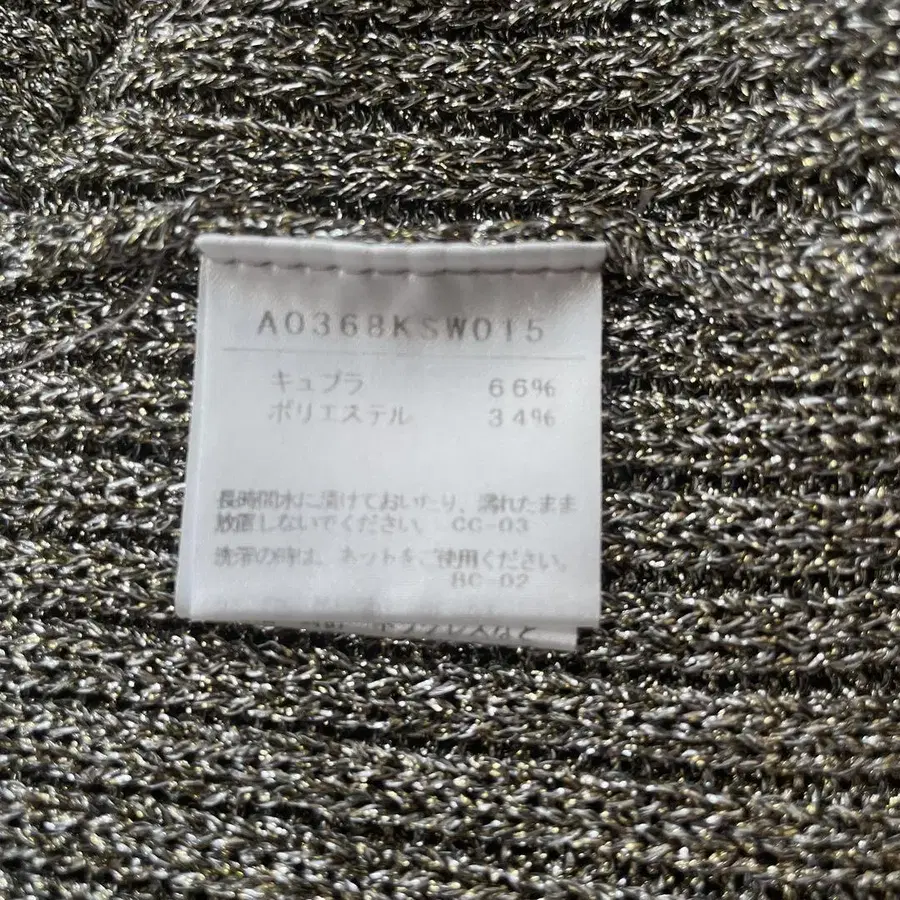 A0368KSW015
キュプラ 66%
ポリエステル 34%
長時間水に漬けておいたり、濡れたまま
放置しないでください。 CC-03
洗濯の時は、ネットをご使用ください。
BC-02